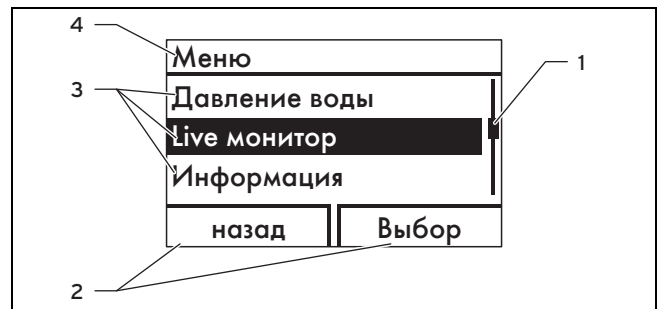 4
Меню
1
3
Давление воды
Live монитор
Информация
назад Выбор
2